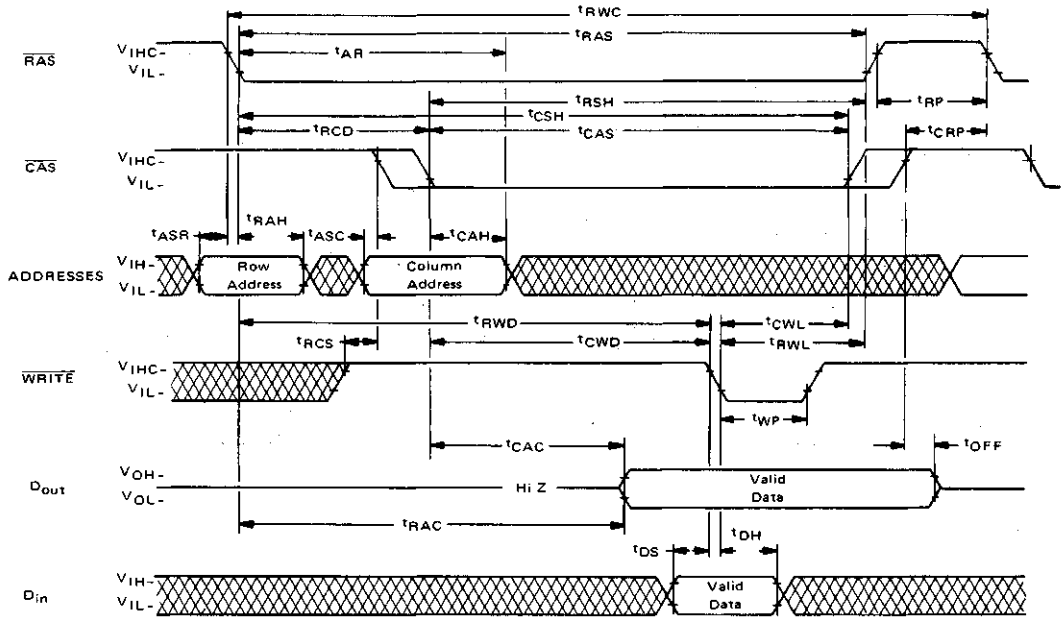 tRWC
tRAS
tAR
RAS
VIHC-
VIL-
tRSH
tRP
tCSH
tRCD
tCAS
tCRP
CAS
VIHC-
VIL-
tASR
tRAH
tASC
tCAH
ADDRESSES
VIH-
VIL-
Row
Address
Column
Address
tRWD
tCWL
tRCS
tCWD
tRWL
WRITE
VIHC-
VIL-
tWP
tCAC
tOFF
Dout
VOH-
VOL-
Hi Z
Valid
Data
tRAC
tDS
tDH
Din
VIH-
VIL-
Valid
Data